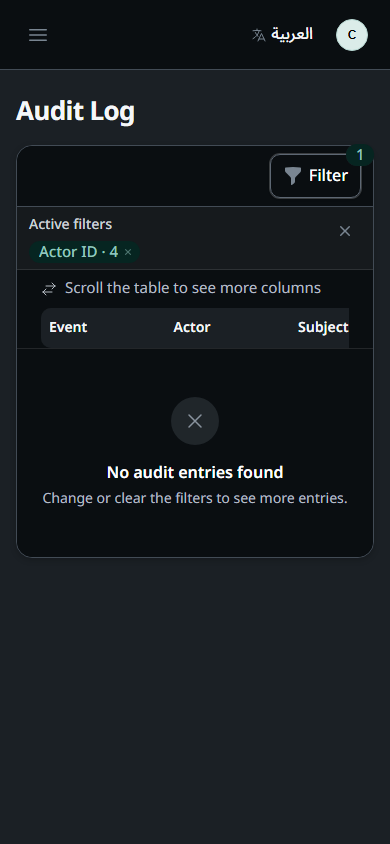 العربية
C
Audit Log
1
Filter
Active filters
Actor ID · 4 ×
Scroll the table to see more columns
Event Actor Subject
No audit entries found
Change or clear the filters to see more entries.